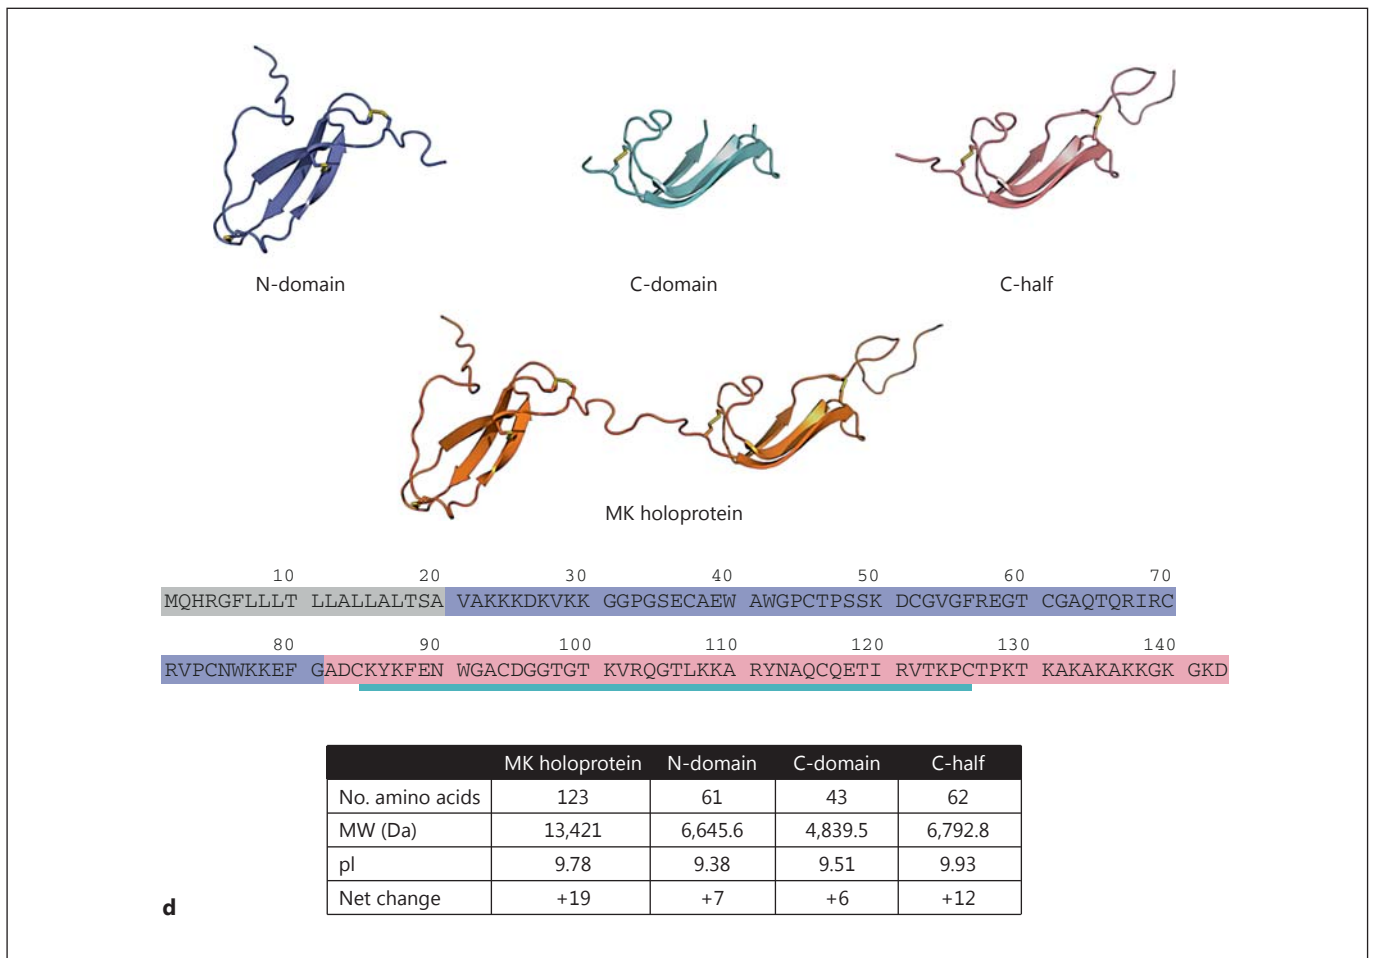 N-domain C-domain C-half
MK holoprotein
10 20 30 40 50 60 70
MQHRGFLLLT LLALLALTSA VAKKKDKVKK GGPGSECAEW AWGPCTPSSK DCGVGFREGT CGAQTQRIRC
80 90 100 110 120 130 140
RVPCNWKKEF GADCKYKFEN WGACDGGTGT KVRQGTLKKA RYNAQCQETI RVTKPCTPKT KAKAKAKKGK GKD
MK holoprotein N-domain C-domain C-half
No. amino acids 123 61 43 62
MW (Da) 13,421 6,645.6 4,839.5 6,792.8
pl 9.78 9.38 9.51 9.93
Net change +19 +7 +6 +12
d